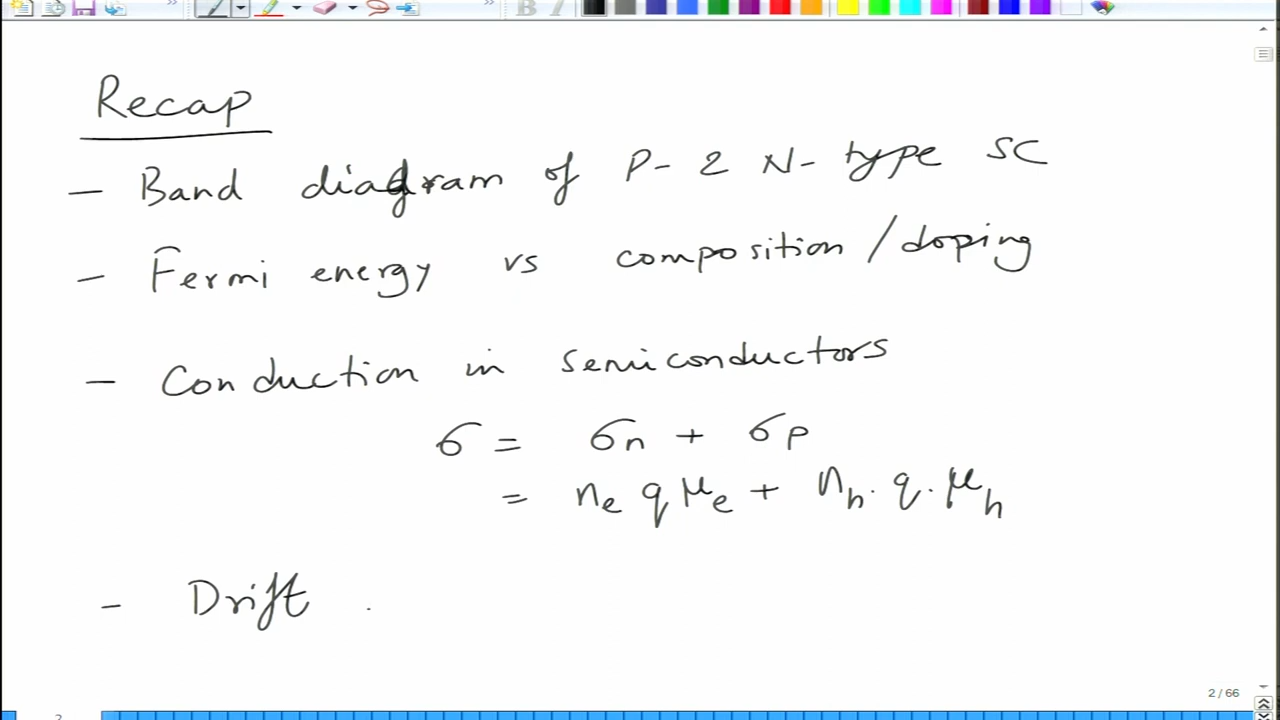 Recap
- Band diagram of P- & N-type SC
- Fermi energy vs composition/doping
- Conduction in semiconductors
σ = σn + σp
= ne q μe + nh. q. μh
- Drift
2 / 66